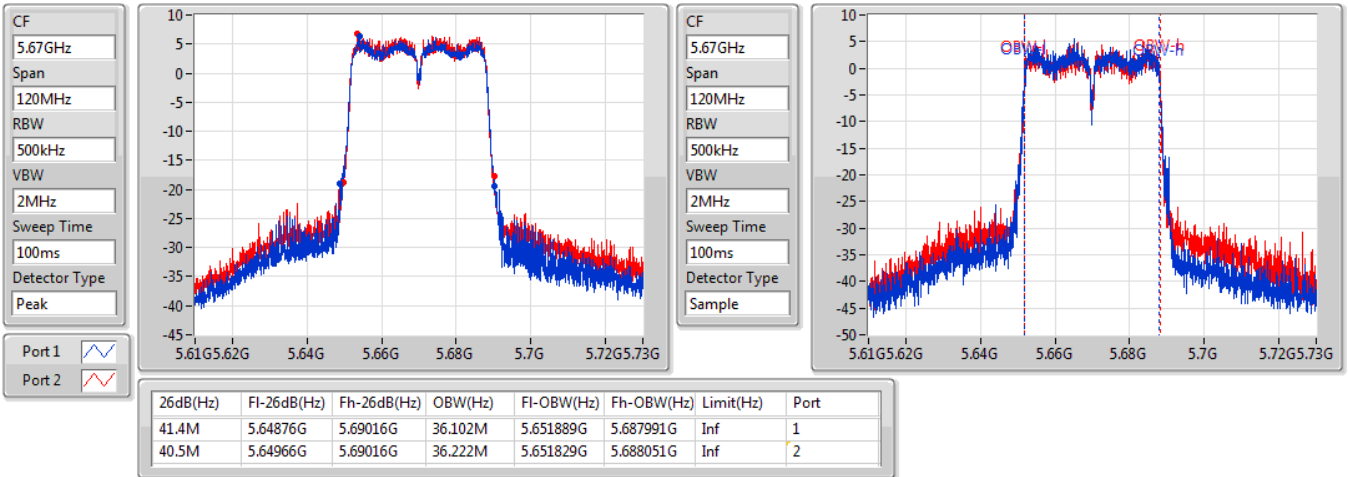 CF
5.67GHz
Span
120MHz
RBW
500kHz
VBW
2MHz
Sweep Time
100ms
Detector Type
Peak
Port 1
Port 2
10
5
0
-5
-10
-15
-20
-25
-30
-35
-40
-45
5.61G 5.62G 5.64G 5.66G 5.68G 5.7G 5.72G 5.73G
CF
5.67GHz
Span
120MHz
RBW
500kHz
VBW
2MHz
Sweep Time
100ms
Detector Type
Sample
10
5
0
-5
-10
-15
-20
-25
-30
-35
-40
-45
-50
OBW-l OBW-h
5.61G 5.62G 5.64G 5.66G 5.68G 5.7G 5.72G 5.73G
26dB(Hz) Fl-26dB(Hz) Fh-26dB(Hz) OBW(Hz) Fl-OBW(Hz) Fh-OBW(Hz) Limit(Hz) Port
41.4M 5.64876G 5.69016G 36.102M 5.651889G 5.687991G Inf 1
40.5M 5.64966G 5.69016G 36.222M 5.651829G 5.688051G Inf 2